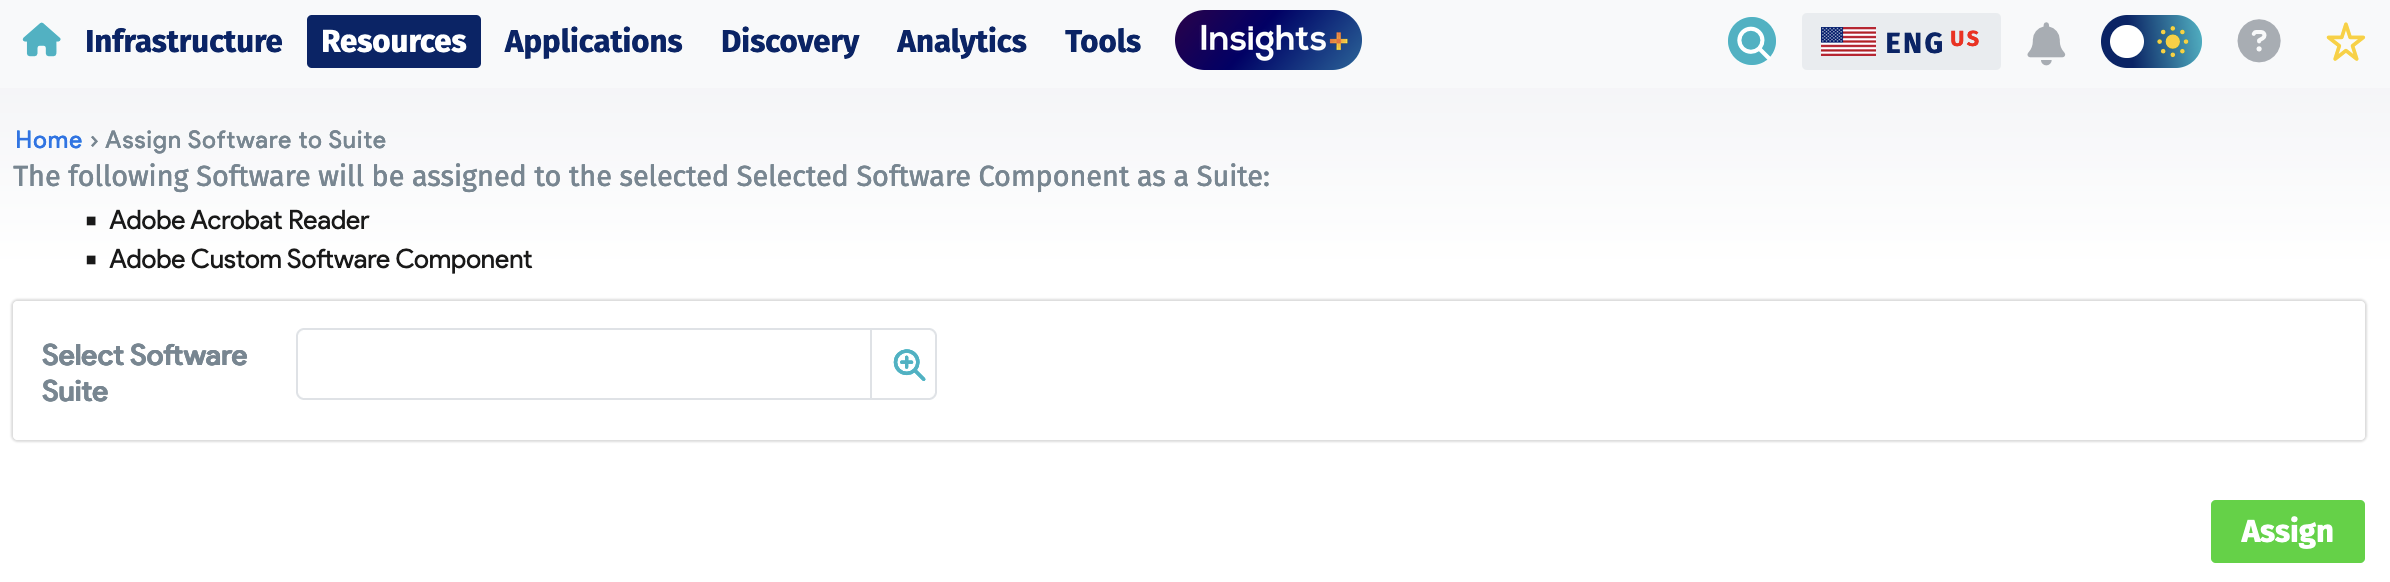 Infrastructure Resources Applications Discovery Analytics Tools Insights+ ENG US ?
Home › Assign Software to Suite
The following Software will be assigned to the selected Selected Software Component as a Suite:
▪ Adobe Acrobat Reader
▪ Adobe Custom Software Component
Select Software
Suite
Assign